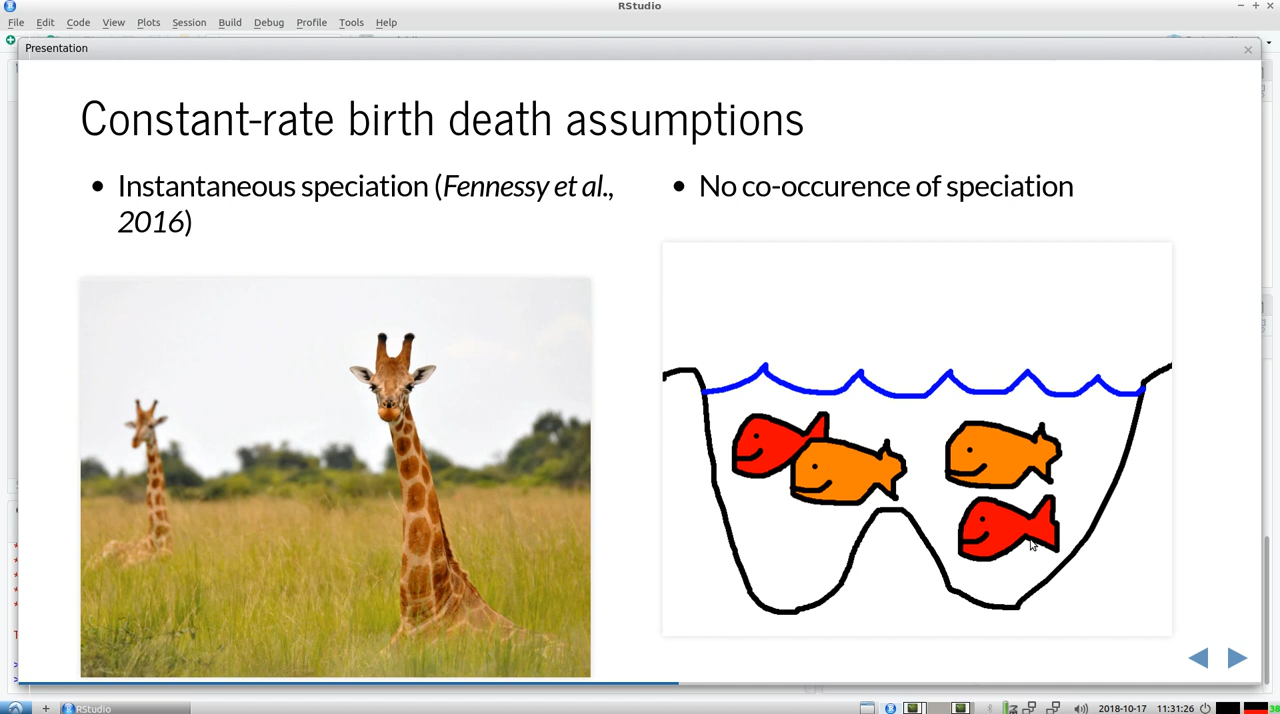 RStudio
File Edit Code View Plots Session Build Debug Profile Tools Help
Presentation
Constant-rate birth death assumptions
Instantaneous speciation (Fennessy et al.,
2016)
No co-occurence of speciation
RStudio
2018-10-17 11:31:26
38